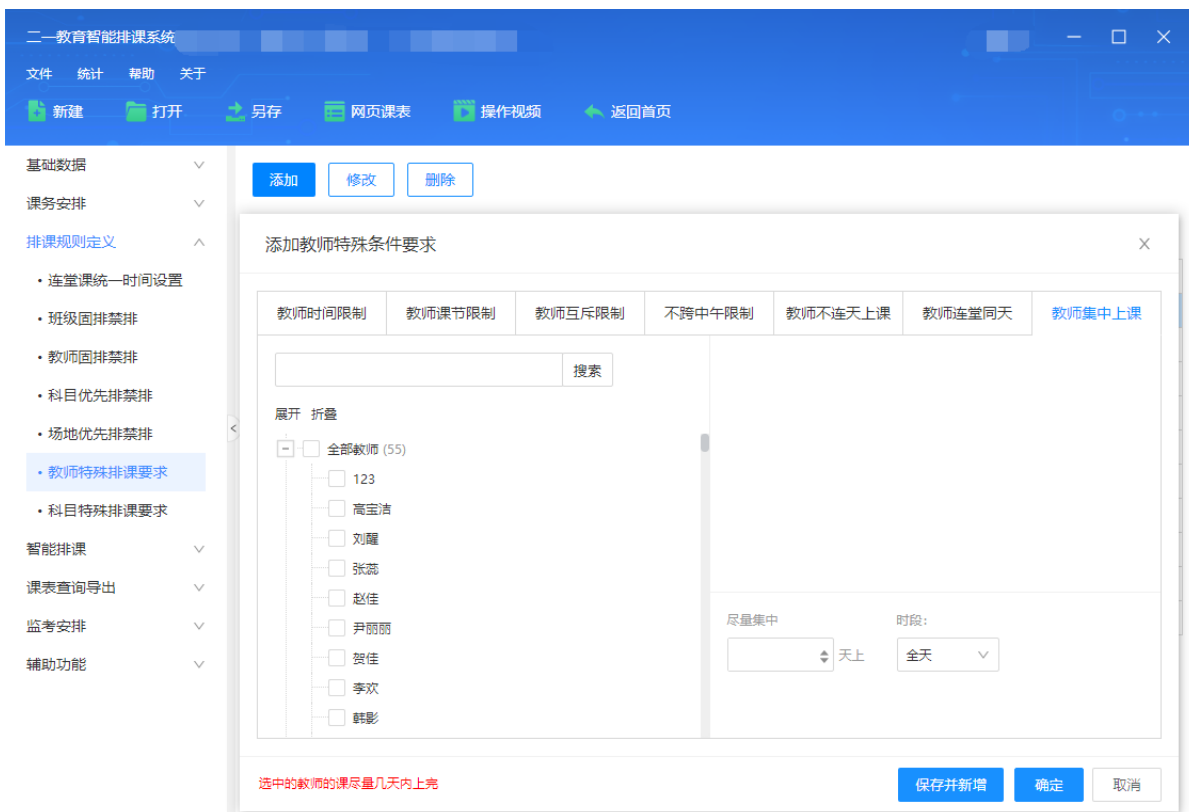 二一教育智能排课系统
文件 统计 帮助 关于
新建 打开 另存 网页课表 操作视频 返回首页
基础数据
课务安排
排课规则定义
• 连堂课统一时间设置
• 班级固排禁排
• 教师固排禁排
• 科目优先排禁排
• 场地优先排禁排
• 教师特殊排课要求
• 科目特殊排课要求
智能排课
课表查询导出
监考安排
辅助功能
添加 修改 删除
添加教师特殊条件要求
教师时间限制 教师课节限制 教师互斥限制 不跨中午限制 教师不连天上课 教师连堂同天 教师集中上课
搜索
展开 折叠
全部教师 (55)
123
高宝洁
刘醒
张蕊
赵佳
尹丽丽
贺佳
李欢
韩影
尽量集中 时段:
天上 全天
选中的教师的课尽量几天内上完
保存并新增 确定 取消